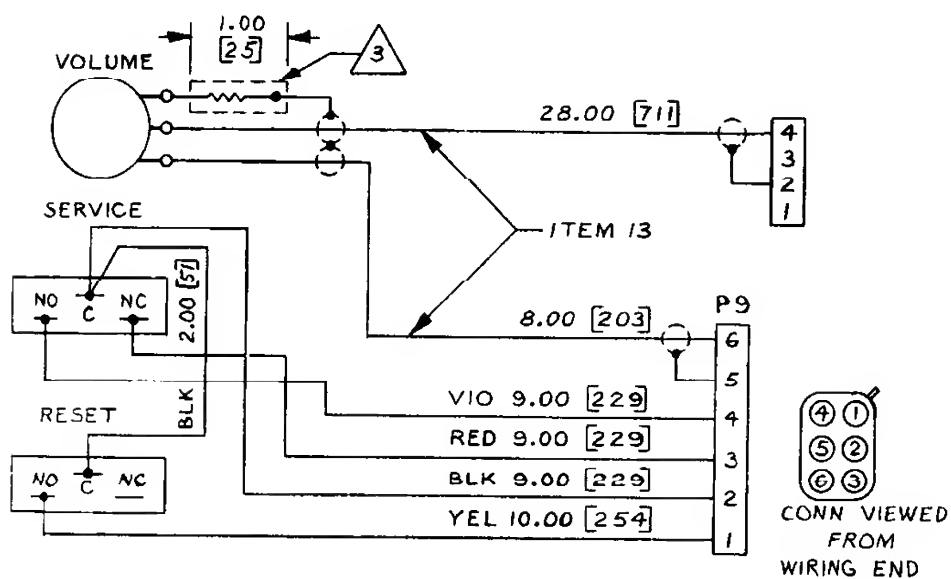 1.00
[25]
3
VOLUME
28.00 [711]
4
3
2
1
SERVICE
ITEM 13
2.00 [51]
BLK
NO
C
NC
P9
8.00 [203]
6
5
VIO 9.00 [229]
4
RED 9.00 [229]
3
BLK 9.00 [229]
2
YEL 10.00 [254]
1
RESET
NO
C
NC
4 1
5 2
6 3
CONN VIEWED
FROM
WIRING END